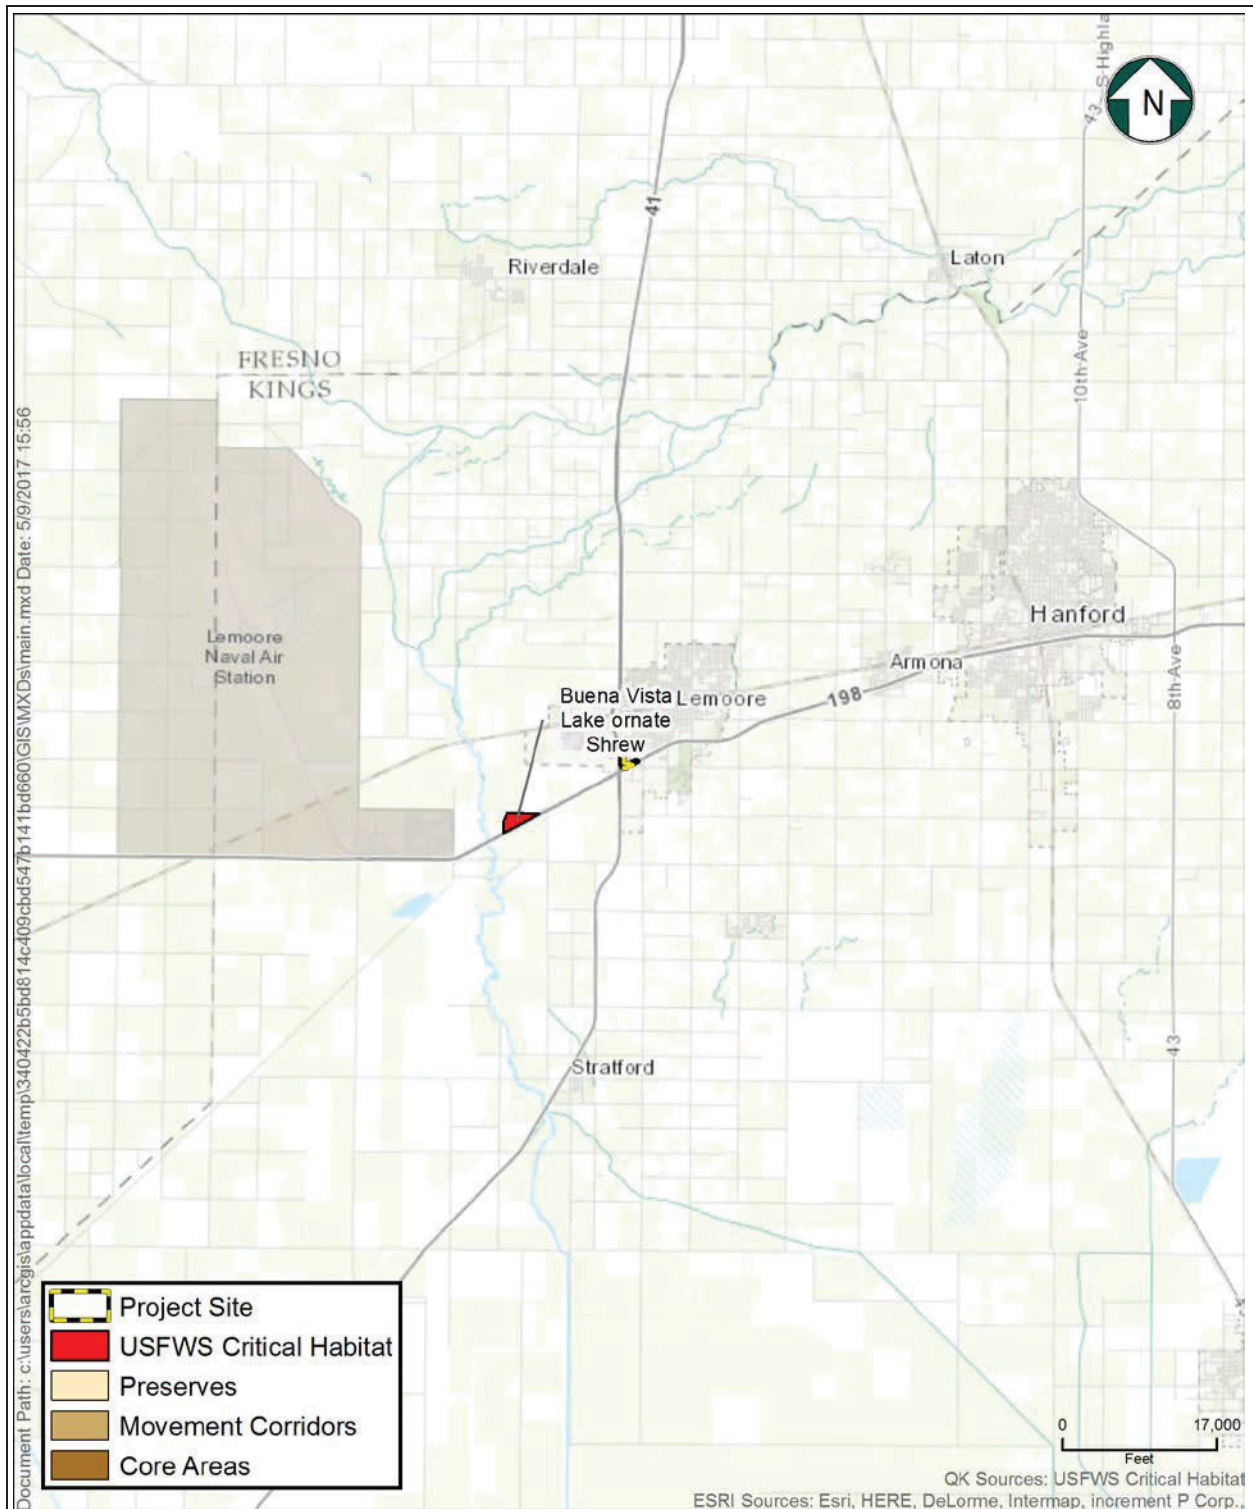 43
S Highla
N
41
Riverdale
Laton
10th Ave
FRESNO
KINGS
Hanford
Lemoore
Naval Air
Station
Armona
8th Ave
Buena Vista
Lake ornate
Shrew
Lemoore
198
43
Stratford
Project Site
USFWS Critical Habitat
Preserves
Movement Corridors
Core Areas
0 17,000
Feet
QK Sources: USFWS Critical Habitat
ESRI Sources: Esri, HERE, DeLorme, Intermap, increment P Corp.,
Document Path: c:\users\arcgis\appdata\local\temp\340422b5bd814c409cbd547b141bd660\GIS\MXDs\main.mxd Date: 5/9/2017 15:56